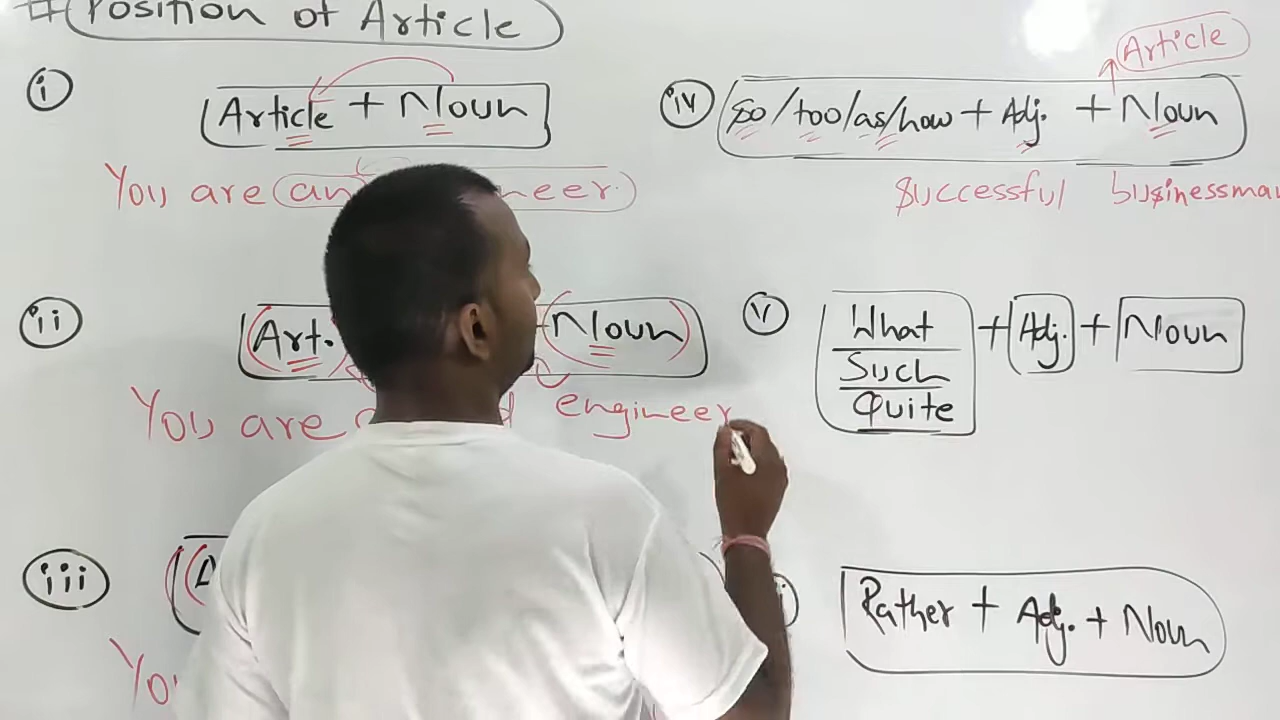 # Position of Article
i
Article + Noun
You are an neer.
ii
Art. + Noun
You are engineer
iii
Article
iv so/too/as/how + Adj. + Noun
successful businessman
v
What + Adj. + Noun
Such
Quite
Rather + Adj. + Noun